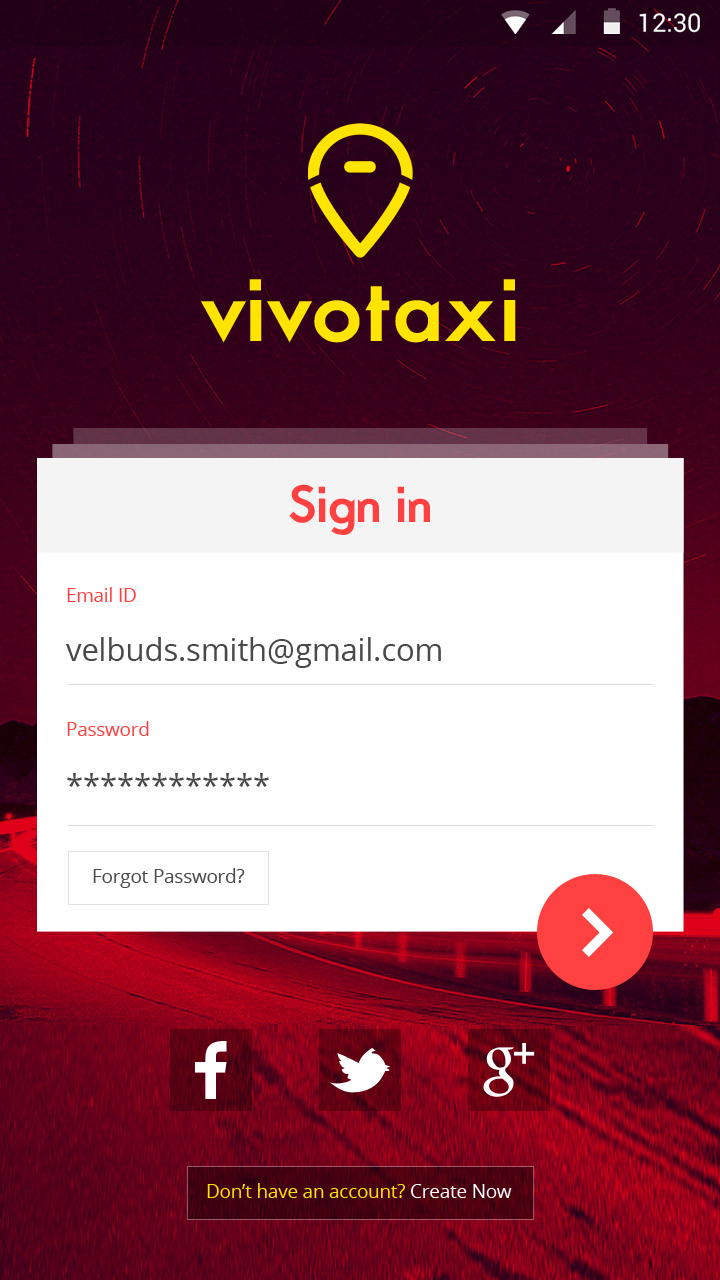 12:30
vivotaxi
Sign in
Email ID
velbuds.smith@gmail.com
Password
************
Forgot Password?
f g+
Don't have an account? Create Now